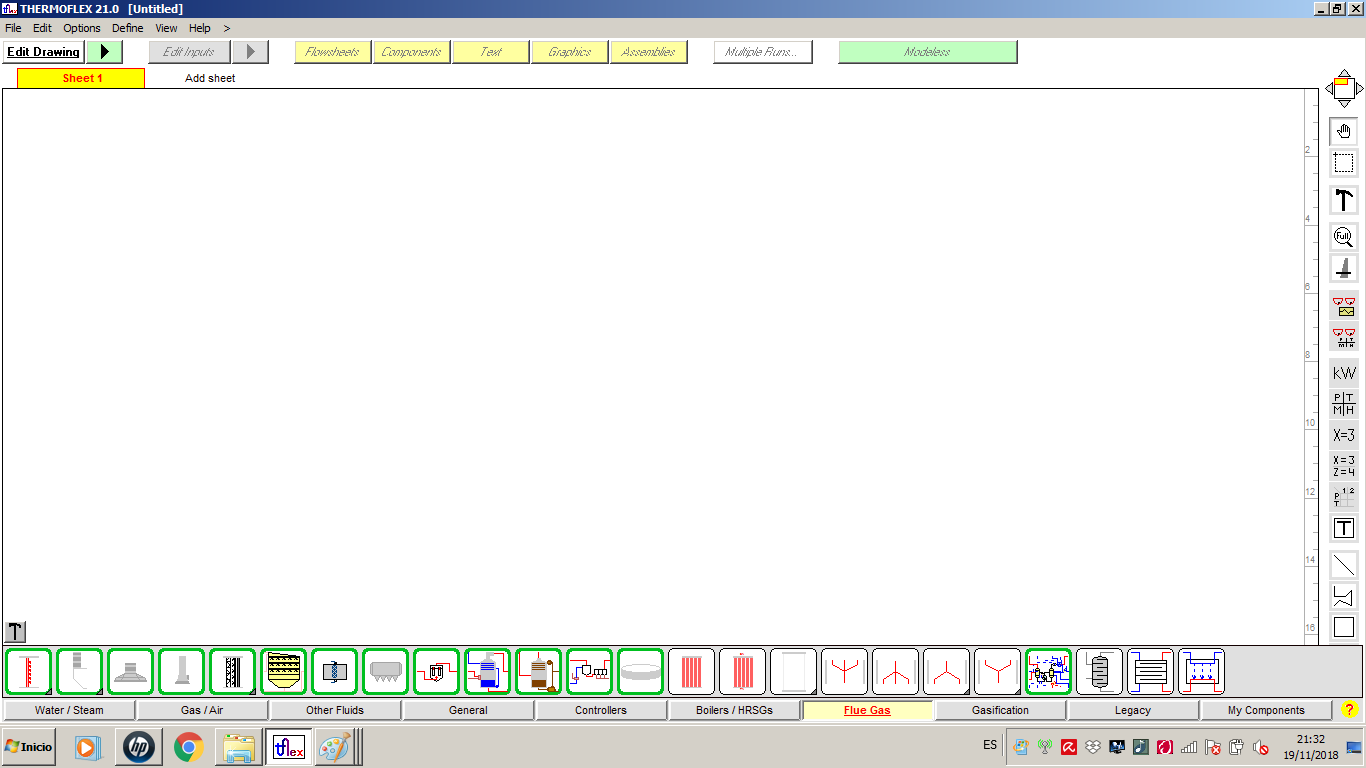 THERMOFLEX 21.0 [Untitled]
File Edit Options Define View Help >
Edit Drawing Edit Inputs Flowsheets Components Text Graphics Assemblies Multiple Runs... Modeless
Sheet 1 Add sheet
2
4
6
8
10
12
14
16
Full
kW
P T
M H
X=3
X=3
Z=4
1 2
P
T
T
Water / Steam Gas / Air Other Fluids General Controllers Boilers / HRSGs Flue Gas Gasification Legacy My Components ?
Inicio hp tflex ES 21:32
19/11/2018